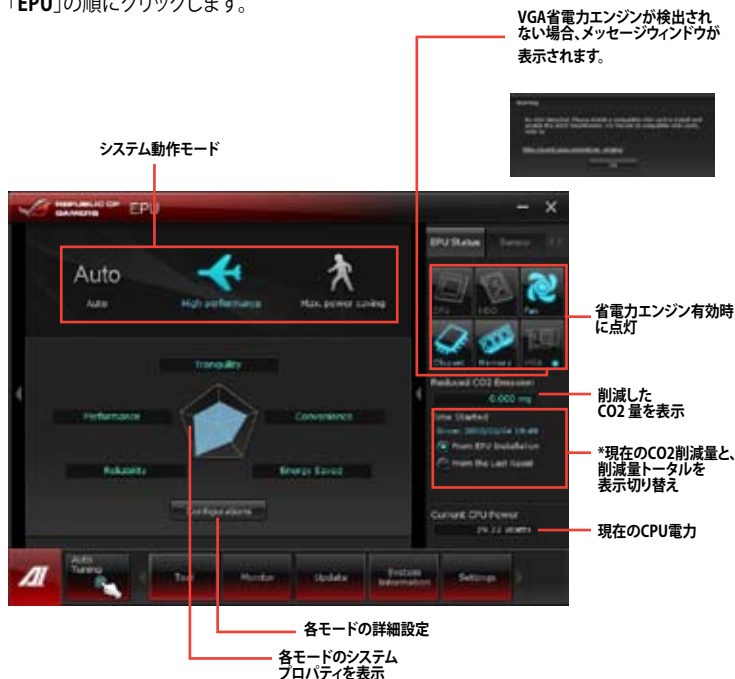 「EPU」の順にクリックします。
VGA省電力エンジンが検出され
ない場合、メッセージウィンドウが
表示されます。
システム動作モード
REPUBLIC OF
GAMERS
EPU
EPU Status
Sensor
Auto
Auto
High performance
Max. power saving
CPU
HDD
Fan
Chipset
Memory
VGA
省電力エンジン有効時
に点灯
Tranquility
Performance
Convenience
Reliability
Energy Saved
Configurations
Reduced CO2 Emission
0.000 mg
削減した
CO2 量を表示
Time Started
From EPU Installation
From the Last Reset
*現在のCO2削減量と、
削減量トータルを
表示切り替え
Current CPU Power
現在のCPU電力
Auto
Tuning
Tool
Monitor
Update
System
Information
Settings
各モードの詳細設定
各モードのシステム
プロパティを表示